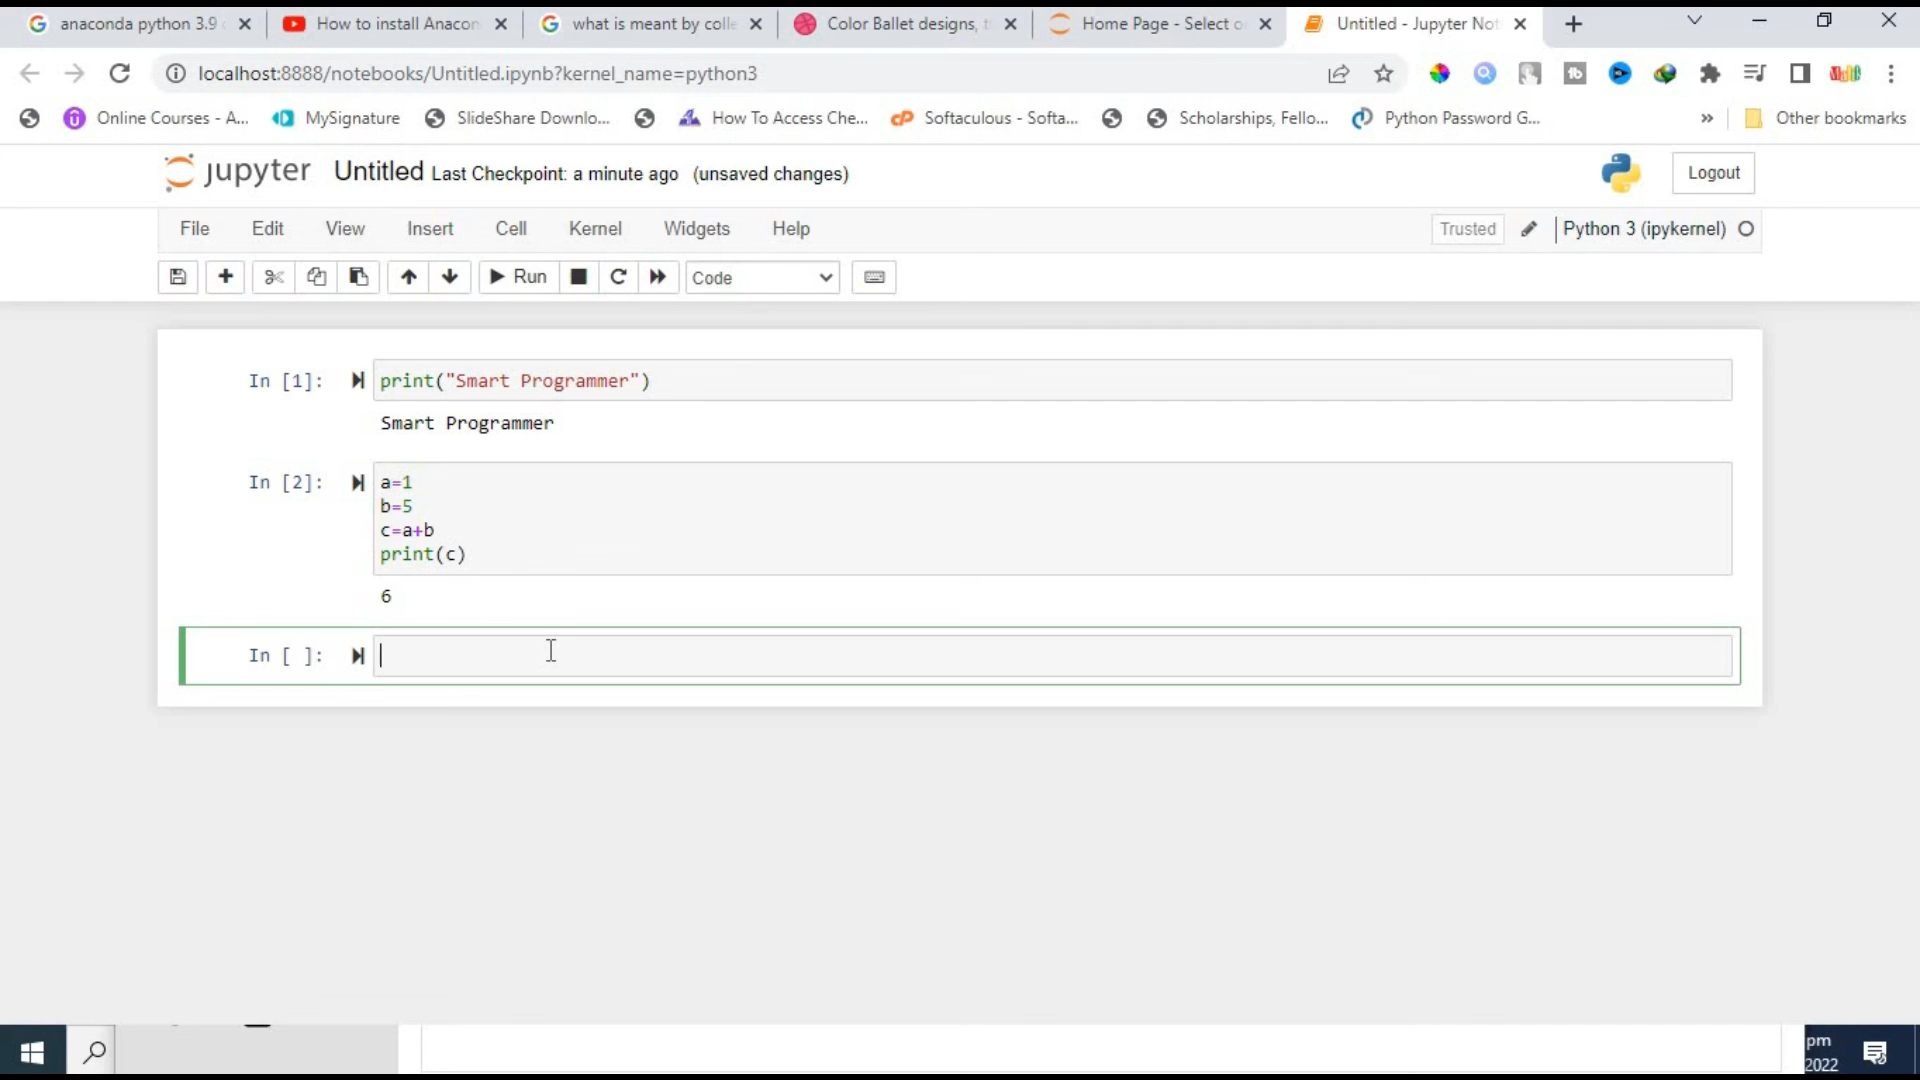 anaconda python 3.9
How to install Anacon
what is meant by colle
Color Ballet designs, t
Home Page - Select o
Untitled - Jupyter Not
localhost:8888/notebooks/Untitled.ipynb?kernel_name=python3
Online Courses - A...
MySignature
SlideShare Downlo...
How To Access Che...
cP Softaculous - Softa...
Scholarships, Fello...
Python Password G...
»
Other bookmarks
jupyter Untitled Last Checkpoint: a minute ago (unsaved changes)
Logout
File Edit View Insert Cell Kernel Widgets Help
Trusted
Python 3 (ipykernel)
Run
Code
In [1]: print("Smart Programmer")
Smart Programmer
In [2]: a=1
b=5
c=a+b
print(c)
6
In [ ]:
pm
2022